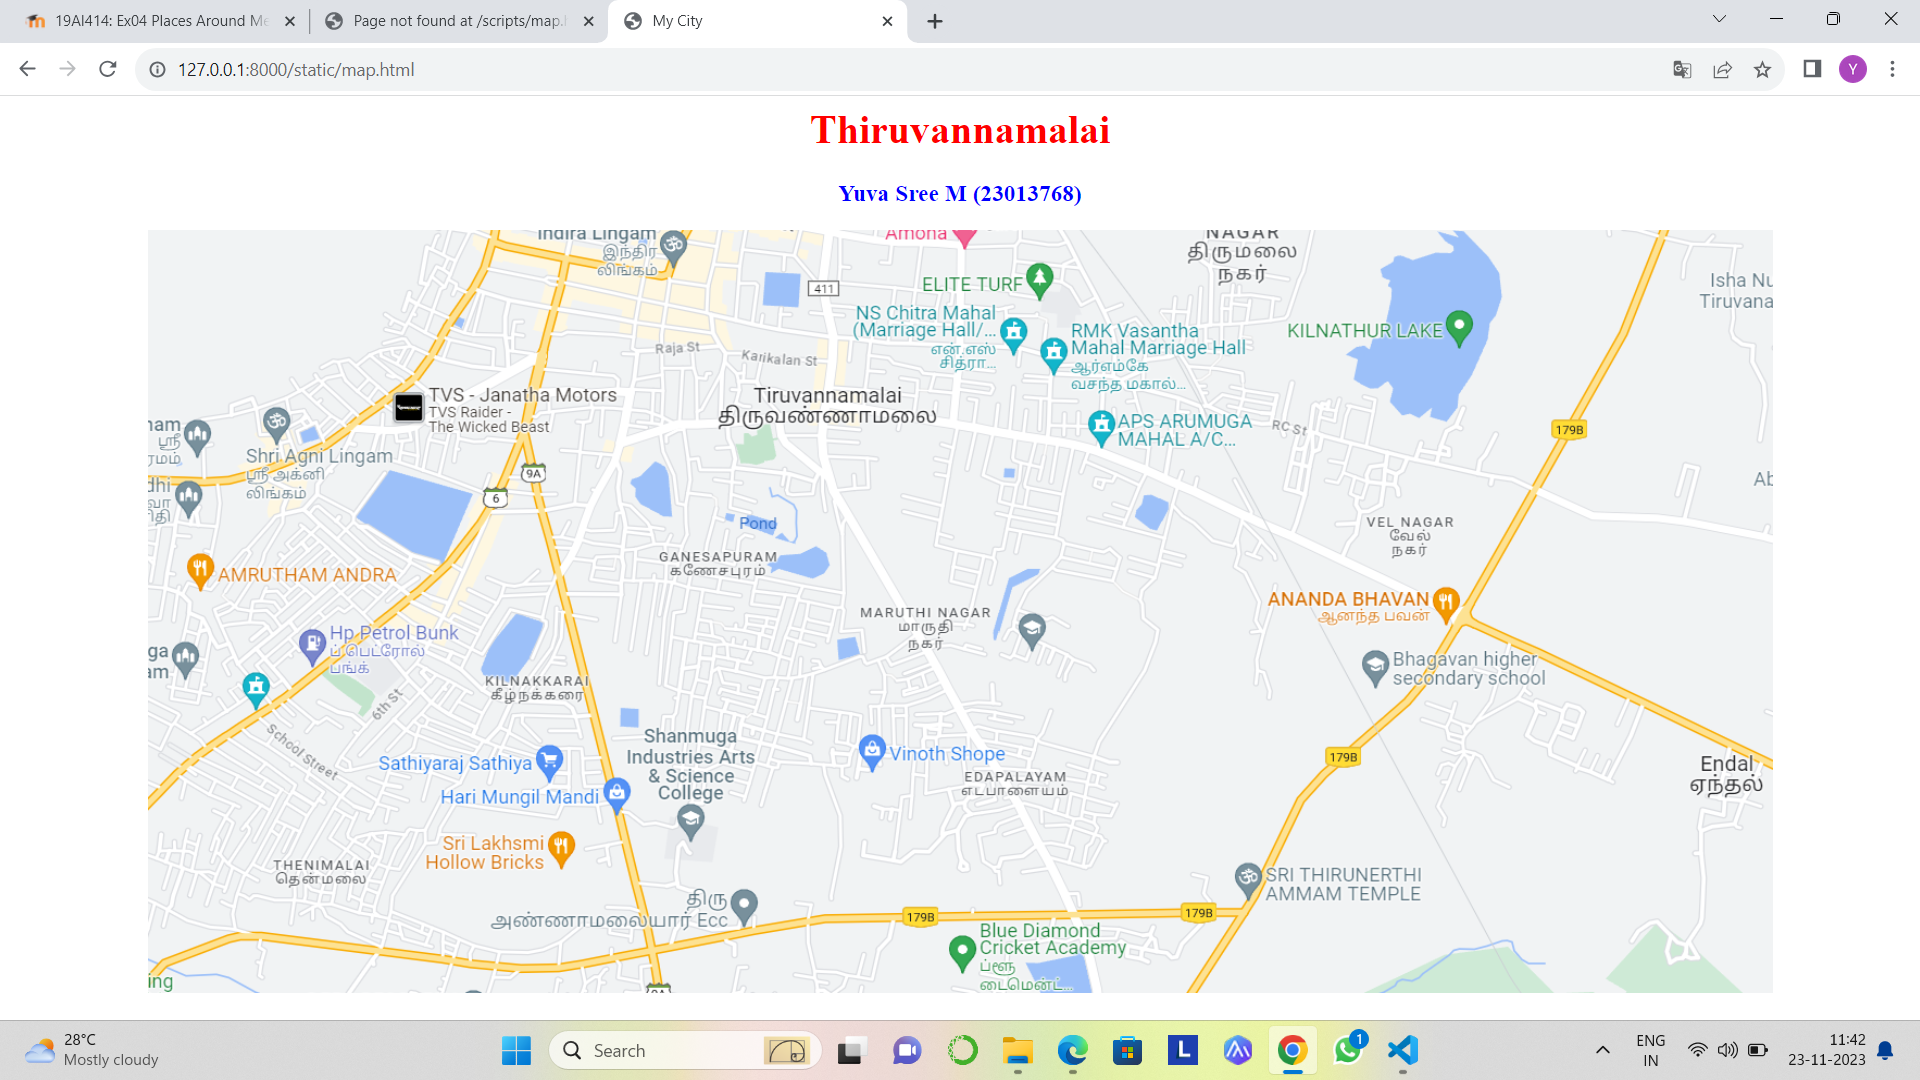 19AI414: Ex04 Places Around Me
Page not found at /scripts/map.
My City
127.0.0.1:8000/static/map.html
Y
Thiruvannamalai
Yuva Sree M (23013768)
Indira Lingam
இந்திர
லிங்கம்
Amona
NAGAR
திருமலை
நகர்
411
ELITE TURF
Isha Nu
Tiruvana
NS Chitra Mahal
(Marriage Hall/...
என்.எஸ்
சித்ரா...
RMK Vasantha
Mahal Marriage Hall
ஆர்எம்கே
வசந்த மகால்...
KILNATHUR LAKE
Raja St
Karikalan St
TVS - Janatha Motors
TVS Raider -
The Wicked Beast
Tiruvannamalai
திருவண்ணாமலை
APS ARUMUGA
MAHAL A/C...
RC St
179B
nam
ஸ்ரீ
ரமம்
Shri Agni Lingam
ஸ்ரீ அக்னி
லிங்கம்
9A
6
dhi
வா
திதி
Ab
Pond
VEL NAGAR
வேல்
நகர்
GANESAPURAM
கணேசபுரம்
AMRUTHAM ANDRA
ANANDA BHAVAN
ஆனந்த பவன்
MARUTHI NAGAR
மாருதி
நகர்
Hp Petrol Bunk
ப்.பெட்ரோல்
பங்க்
ga
am
Bhagavan higher
secondary school
KILNAKKARAI
கீழ்நக்கரை
6th St
School Street
Shanmuga
Industries Arts
& Science
College
Sathiyaraj Sathiya
Vinoth Shope
179B
Endal
ஏந்தல்
Hari Mungil Mandi
EDAPALAYAM
எடபாளையம்
Sri Lakhsmi
Hollow Bricks
THENIMALAI
தென்மலை
SRI THIRUNERTHI
AMMAM TEMPLE
திரு
அண்ணாமலையார் Ecc
179B
179B
Blue Diamond
Cricket Academy
ப்ளூ
டைமென்ட்...
ing
9A
28°C
Mostly cloudy
Search
L
1
ENG
IN
11:42
23-11-2023